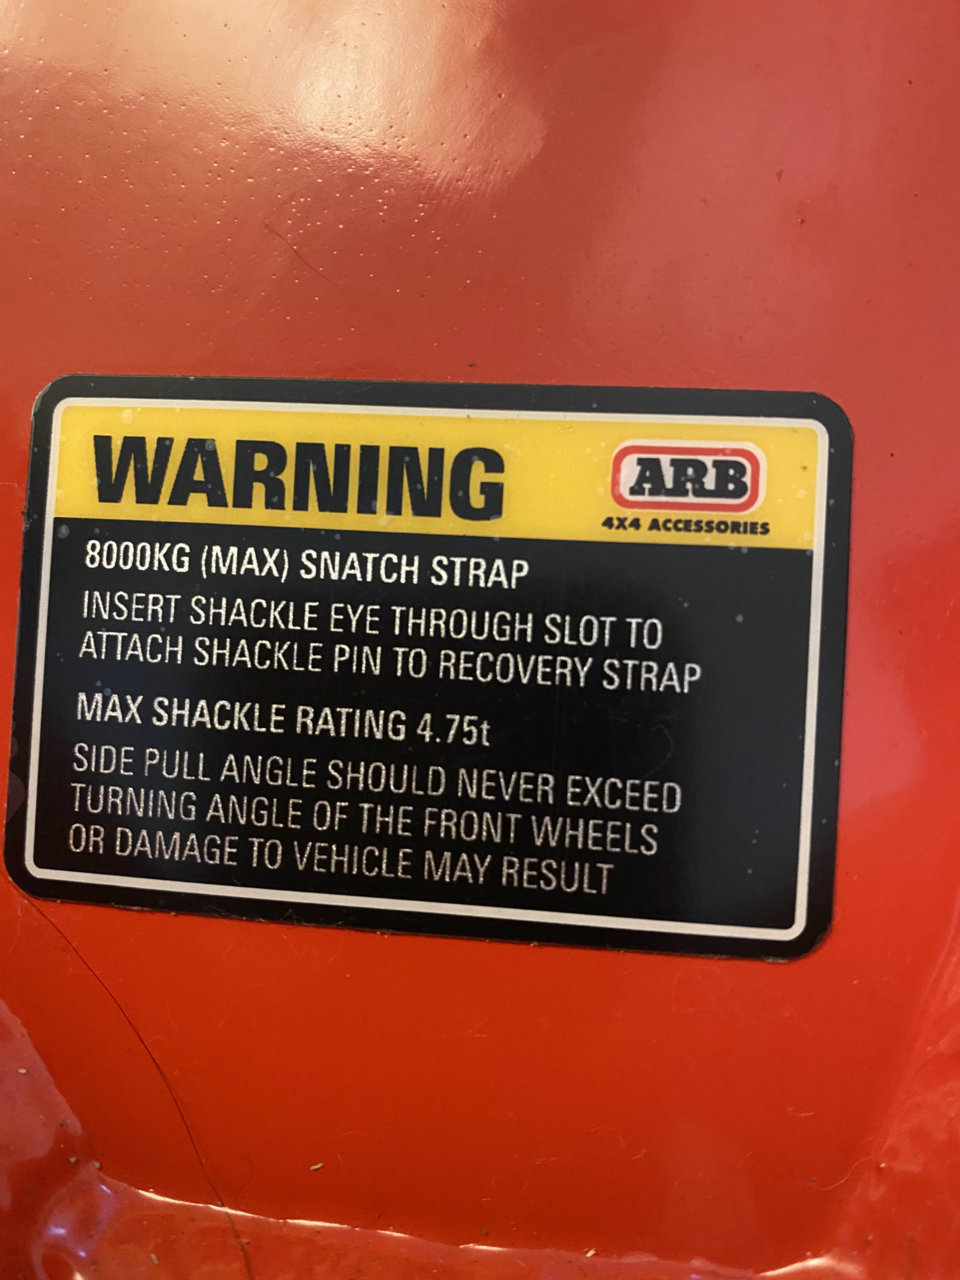 WARNING
ARB
4X4 ACCESSORIES
8000KG (MAX) SNATCH STRAP
INSERT SHACKLE EYE THROUGH SLOT TO
ATTACH SHACKLE PIN TO RECOVERY STRAP
MAX SHACKLE RATING 4.75t
SIDE PULL ANGLE SHOULD NEVER EXCEED
TURNING ANGLE OF THE FRONT WHEELS
OR DAMAGE TO VEHICLE MAY RESULT